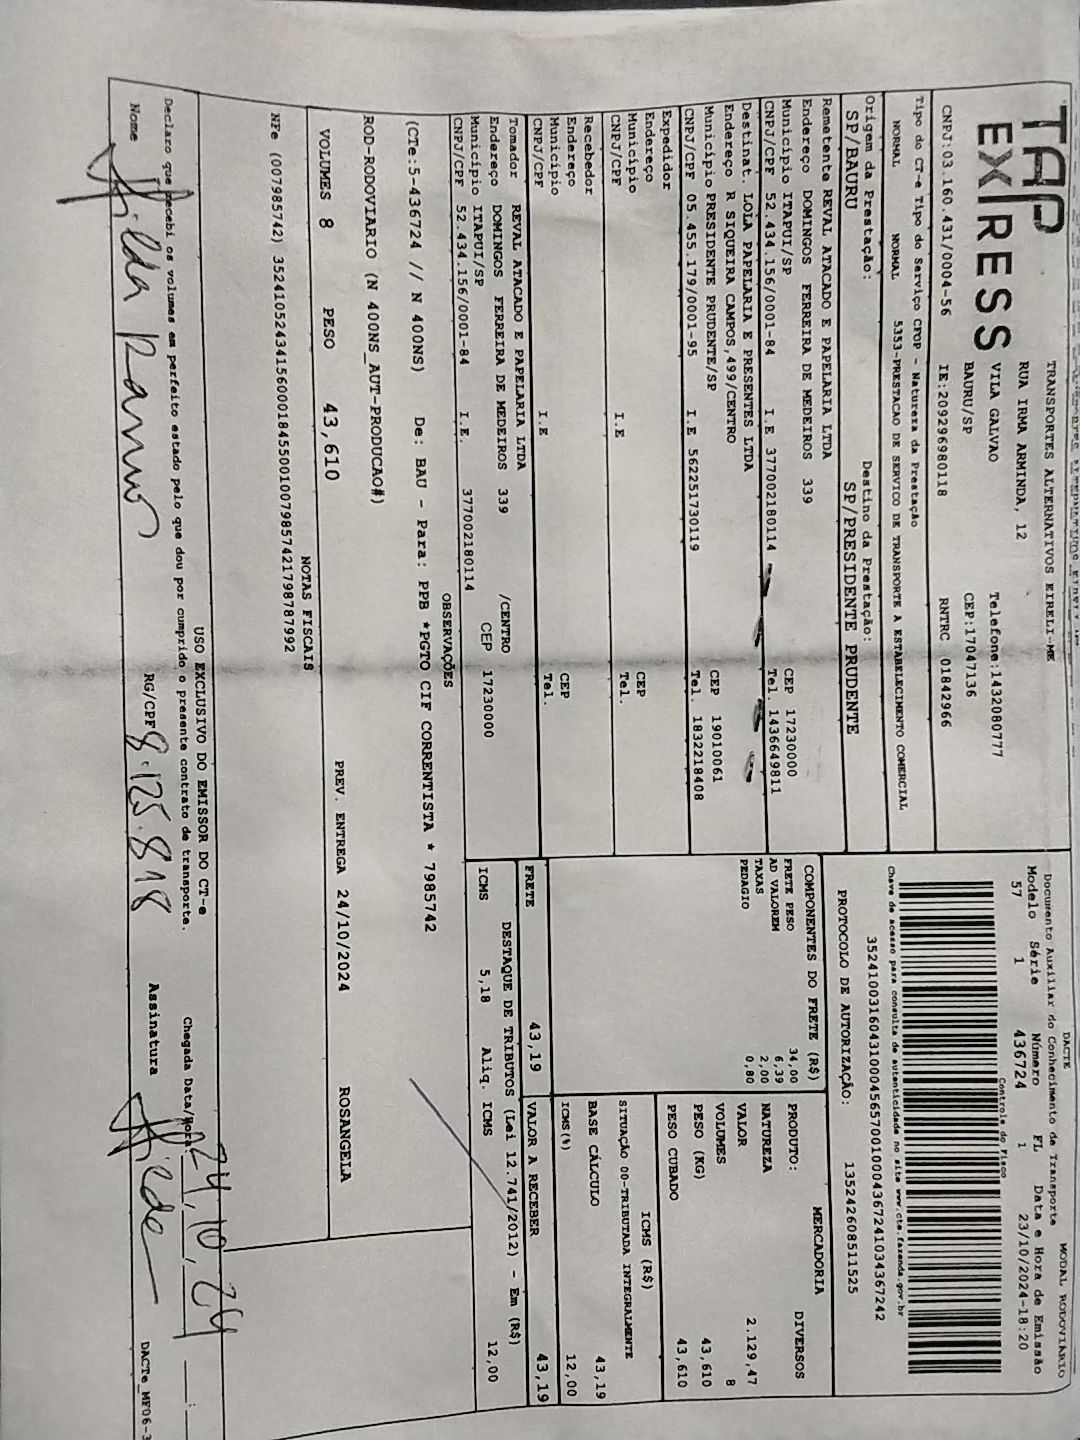 TAP EXPRESS
TRANSPORTES ALTERNATIVOS EIRELI-ME
RUA IRMA ARMINDA, 12 Telefone:1432080777
VILA GALVAO CEP:17047136
BAURU/SP
CNPJ:03.160.431/0004-56 IE:209296980118 RNTRC 01842966
DACTE MODAL RODOVIÁRIO
Documento Auxiliar do Conhecimento de Transporte
Modelo Série Número FL Data e Hora de Emissão
57 1 436724 1 23/10/2024-18:20
Controle do Fisco
Chave de acesso para consulta de autenticidade no site www.cte.fazenda.gov.br
35241003160431000456570010004367241034367242
PROTOCOLO DE AUTORIZAÇÃO: 135242608511525
Tipo do CT-e Tipo do Serviço CFOP - Natureza da Prestação
NORMAL NORMAL 5353-PRESTACAO DE SERVICO DE TRANSPORTE A ESTABELECIMENTO COMERCIAL
Origem da Prestação: Destino da Prestação:
SP/BAURU SP/PRESIDENTE PRUDENTE
Remetente REVAL ATACADO E PAPELARIA LTDA
Endereço DOMINGOS FERREIRA DE MEDEIROS 339
Município ITAPUI/SP CEP 17230000
CNPJ/CPF 52.434.156/0001-84 I.E 377002180114 Tel. 1436649811
Destinat. LOLA PAPELARIA E PRESENTES LTDA
Endereço R SIQUEIRA CAMPOS,499/CENTRO
Município PRESIDENTE PRUDENTE/SP CEP 19010061
CNPJ/CPF 05.455.179/0001-95 I.E 562251730119 Tel. 1832218408
Expedidor
Endereço
Município CEP
CNPJ/CPF I.E Tel.
Recebedor
Endereço
Município CEP
CNPJ/CPF I.E Tel.
Tomador REVAL ATACADO E PAPELARIA LTDA
Endereço DOMINGOS FERREIRA DE MEDEIROS 339 /CENTRO
Município ITAPUI/SP CEP 17230000
CNPJ/CPF 52.434.156/0001-84 I.E. 377002180114
COMPONENTES DO FRETE (R$)
FRETE PESO 34,00
AD VALOREM 6,39
TAXAS 2,00
PEDAGIO 0,80
MERCADORIA
PRODUTO: DIVERSOS
NATUREZA
VALOR 2.129,47
VOLUMES 8
PESO (KG) 43,610
PESO CUBADO 43,610
ICMS (R$)
SITUAÇÃO 00-TRIBUTADA INTEGRALMENTE
BASE CÁLCULO 43,19
ICMS (%) 12,00
FRETE 43,19 VALOR A RECEBER 43,19
DESTAQUE DE TRIBUTOS (Lei 12.741/2012) - Em (R$)
ICMS 5,18 Aliq. ICMS 12,00
OBSERVAÇÕES
(CTe:5-436724 // N 400NS) De: BAU - Para: PPB *PGTO CIF CORRENTISTA * 7985742
ROD-RODOVIARIO (N 400NS_AUT-PRODUCAO#)
VOLUMES 8 PESO 43,610 PREV. ENTREGA 24/10/2024 ROSANGELA
NOTAS FISCAIS
NFe (007985742) 35241052434156000184550010079857421798787992
USO EXCLUSIVO DO EMISSOR DO CT-e
Declaro que recebi os volumes em perfeito estado pelo que dou por cumprido o presente contrato de transporte. Chegada Data/Hora 24/10/24
Nome Hilda Ramos RG/CPF 8.125.818 Assinatura
DACTe_MF06-3